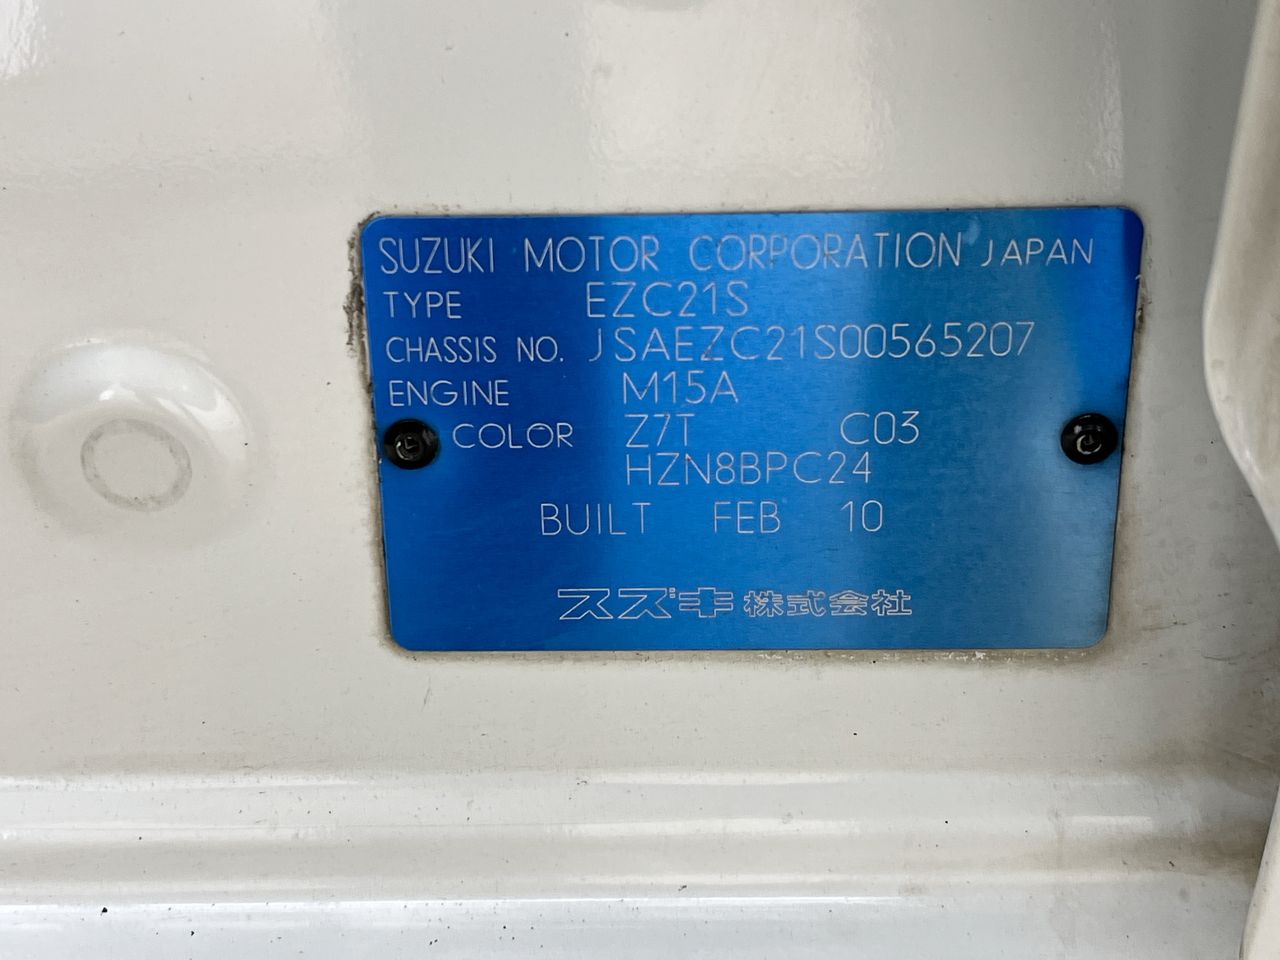 SUZUKI MOTOR CORPORATION JAPAN
TYPE EZC21S
CHASSIS NO. JSAEZC21S00565207
ENGINE M15A
COLOR Z7T C03
HZN8BPC24
BUILT FEB 10
スズキ株式会社